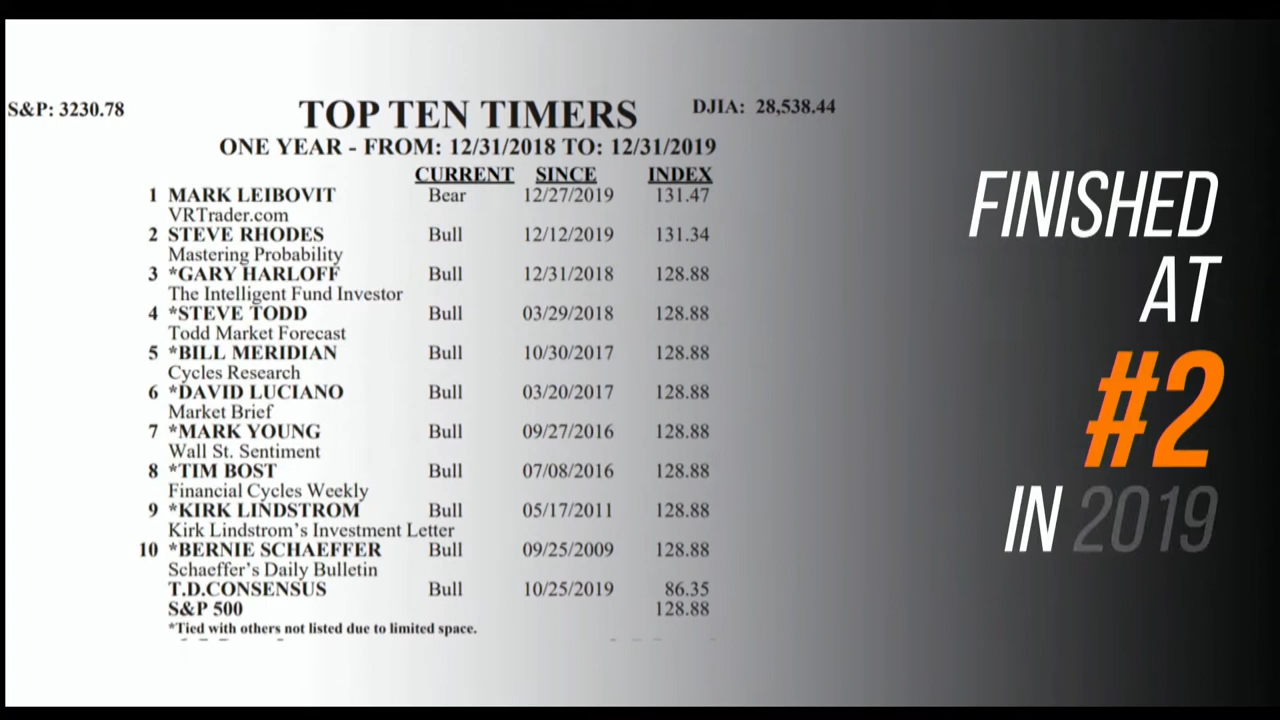 S&P: 3230.78
TOP TEN TIMERS
DJIA: 28,538.44
ONE YEAR - FROM: 12/31/2018 TO: 12/31/2019
CURRENT SINCE INDEX
1 MARK LEIBOVIT Bear 12/27/2019 131.47
VRTrader.com
2 STEVE RHODES Bull 12/12/2019 131.34
Mastering Probability
3 *GARY HARLOFF Bull 12/31/2018 128.88
The Intelligent Fund Investor
4 *STEVE TODD Bull 03/29/2018 128.88
Todd Market Forecast
5 *BILL MERIDIAN Bull 10/30/2017 128.88
Cycles Research
6 *DAVID LUCIANO Bull 03/20/2017 128.88
Market Brief
7 *MARK YOUNG Bull 09/27/2016 128.88
Wall St. Sentiment
8 *TIM BOST Bull 07/08/2016 128.88
Financial Cycles Weekly
9 *KIRK LINDSTROM Bull 05/17/2011 128.88
Kirk Lindstrom's Investment Letter
10 *BERNIE SCHAEFFER Bull 09/25/2009 128.88
Schaeffer's Daily Bulletin
T.D.CONSENSUS Bull 10/25/2019 86.35
S&P 500 128.88
*Tied with others not listed due to limited space.
FINISHED
AT
#2
IN 2019